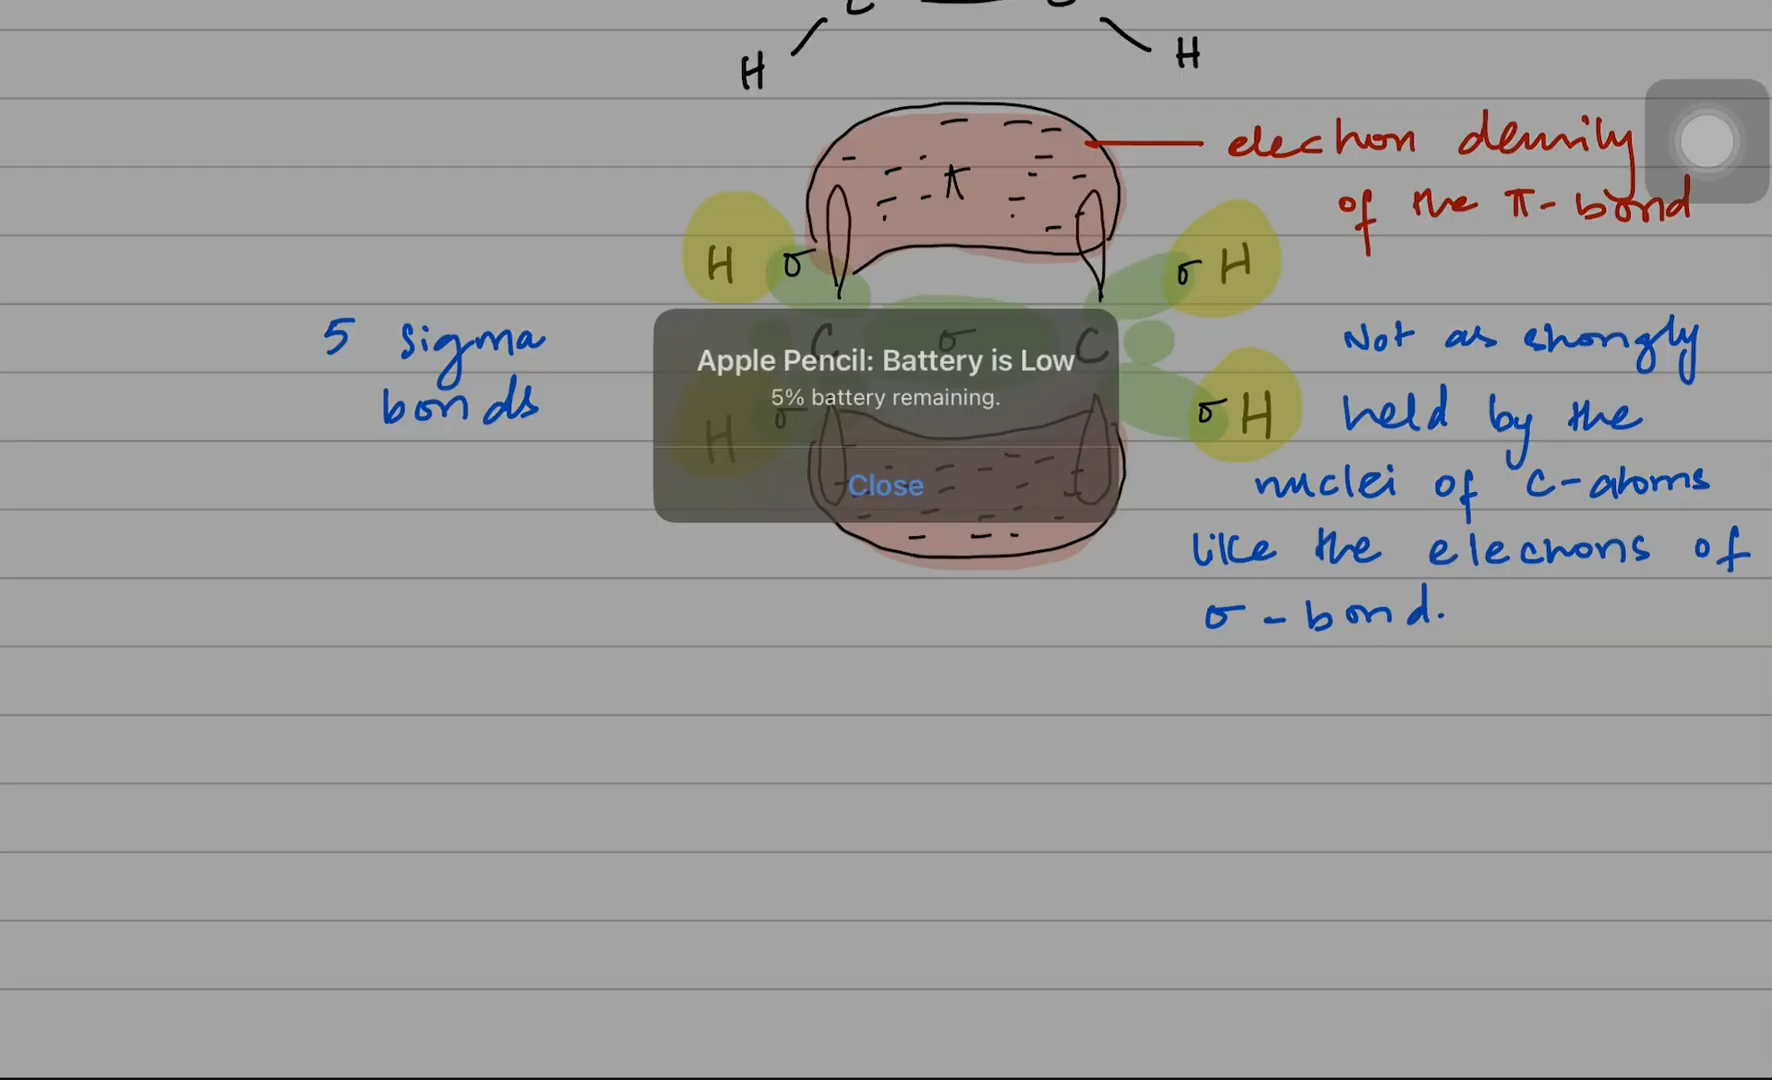 C C
H H
π
electron density
of the π-bond
H σ σ H
C σ C
5 sigma
bonds
Apple Pencil: Battery is Low
5% battery remaining.
Close
H σ σ H
Not as strongly
held by the
nuclei of C-atoms
like the electrons of
σ-bond.